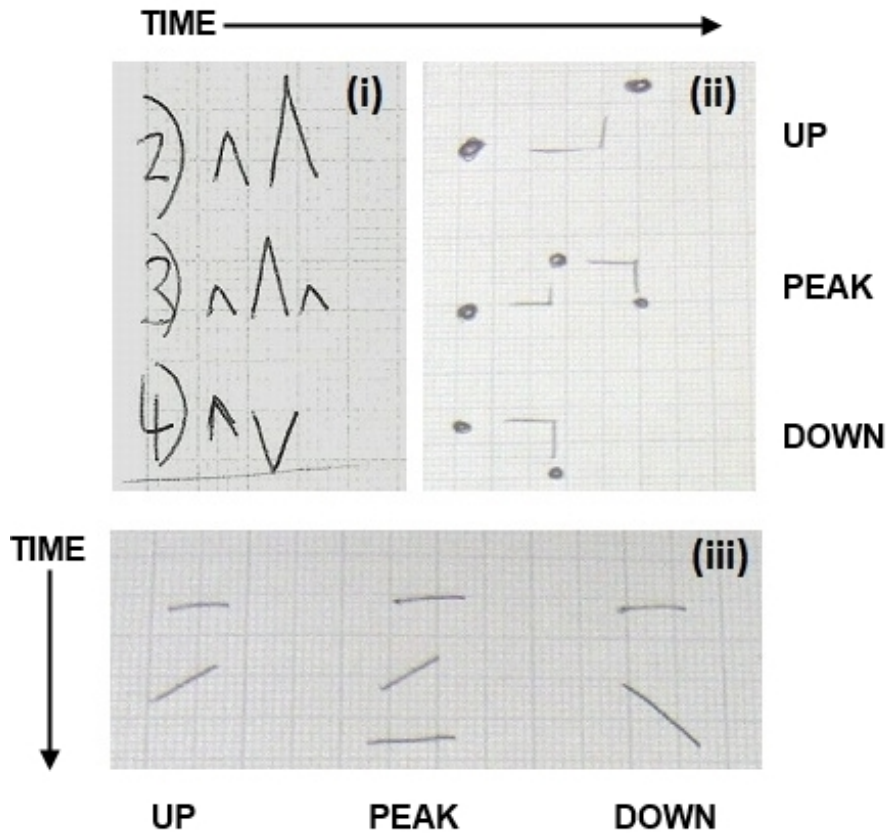 TIME
(i)
(ii)
2)
UP
3)
PEAK
4)
DOWN
TIME
(iii)
UP
PEAK
DOWN